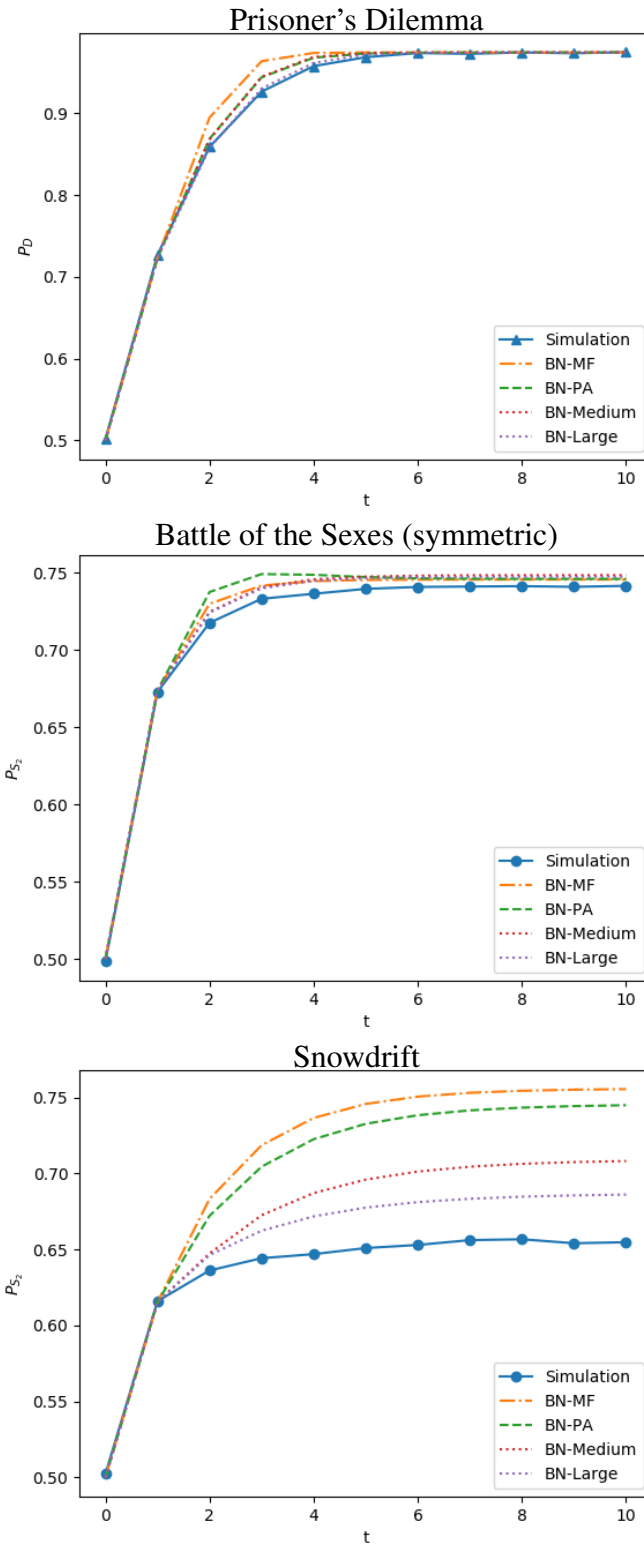 Prisoner's Dilemma
0.9
0.8
0.7
0.6
0.5
P_D
Simulation
BN-MF
BN-PA
BN-Medium
BN-Large
0 2 4 6 8 10
t
Battle of the Sexes (symmetric)
0.75
0.70
0.65
0.60
0.55
0.50
P_{S_2}
Simulation
BN-MF
BN-PA
BN-Medium
BN-Large
0 2 4 6 8 10
t
Snowdrift
0.75
0.70
0.65
0.60
0.55
0.50
P_{S_2}
Simulation
BN-MF
BN-PA
BN-Medium
BN-Large
0 2 4 6 8 10
t